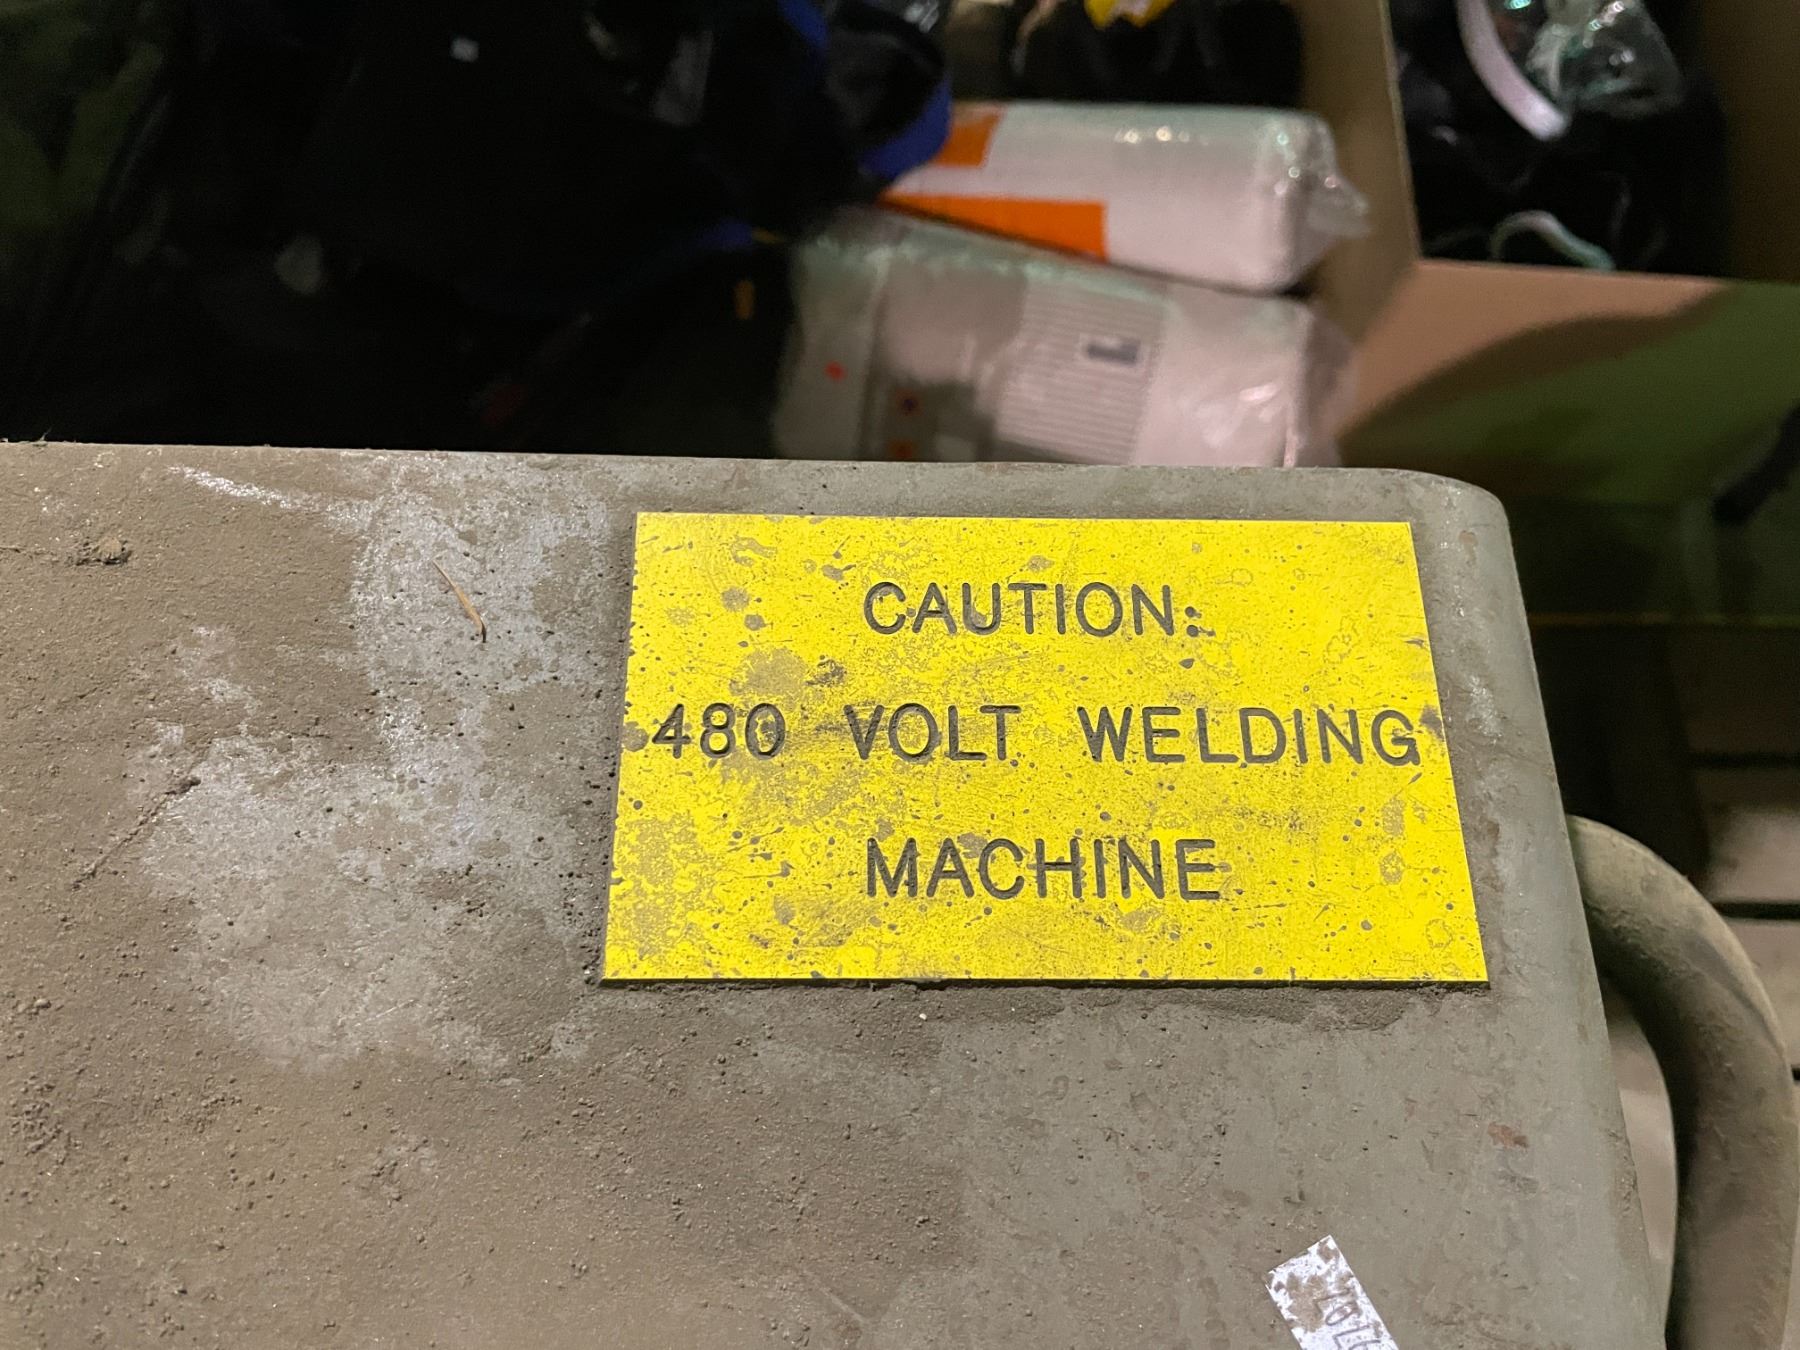 CAUTION:
480 VOLT WELDING
MACHINE